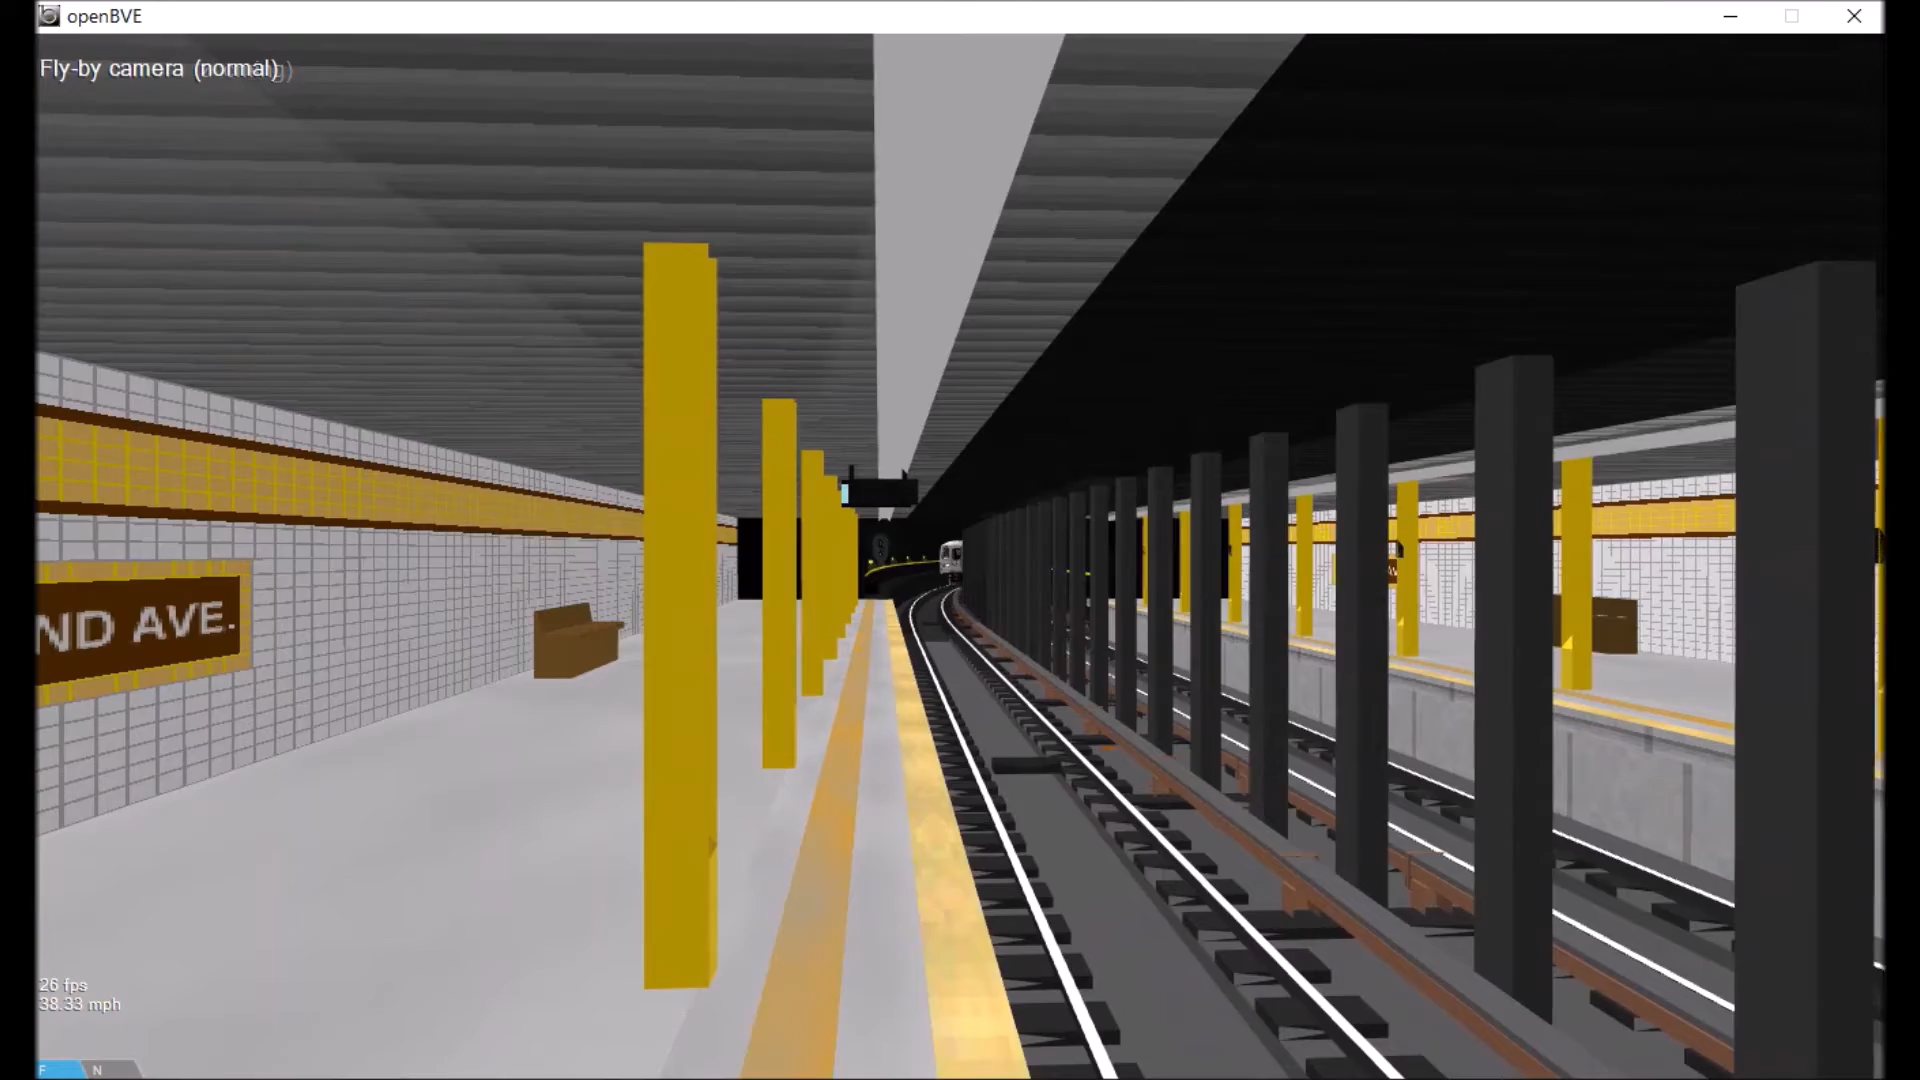 openBVE
Fly-by camera (normal)
ND AVE.
26 fps
38.33 mph
F N